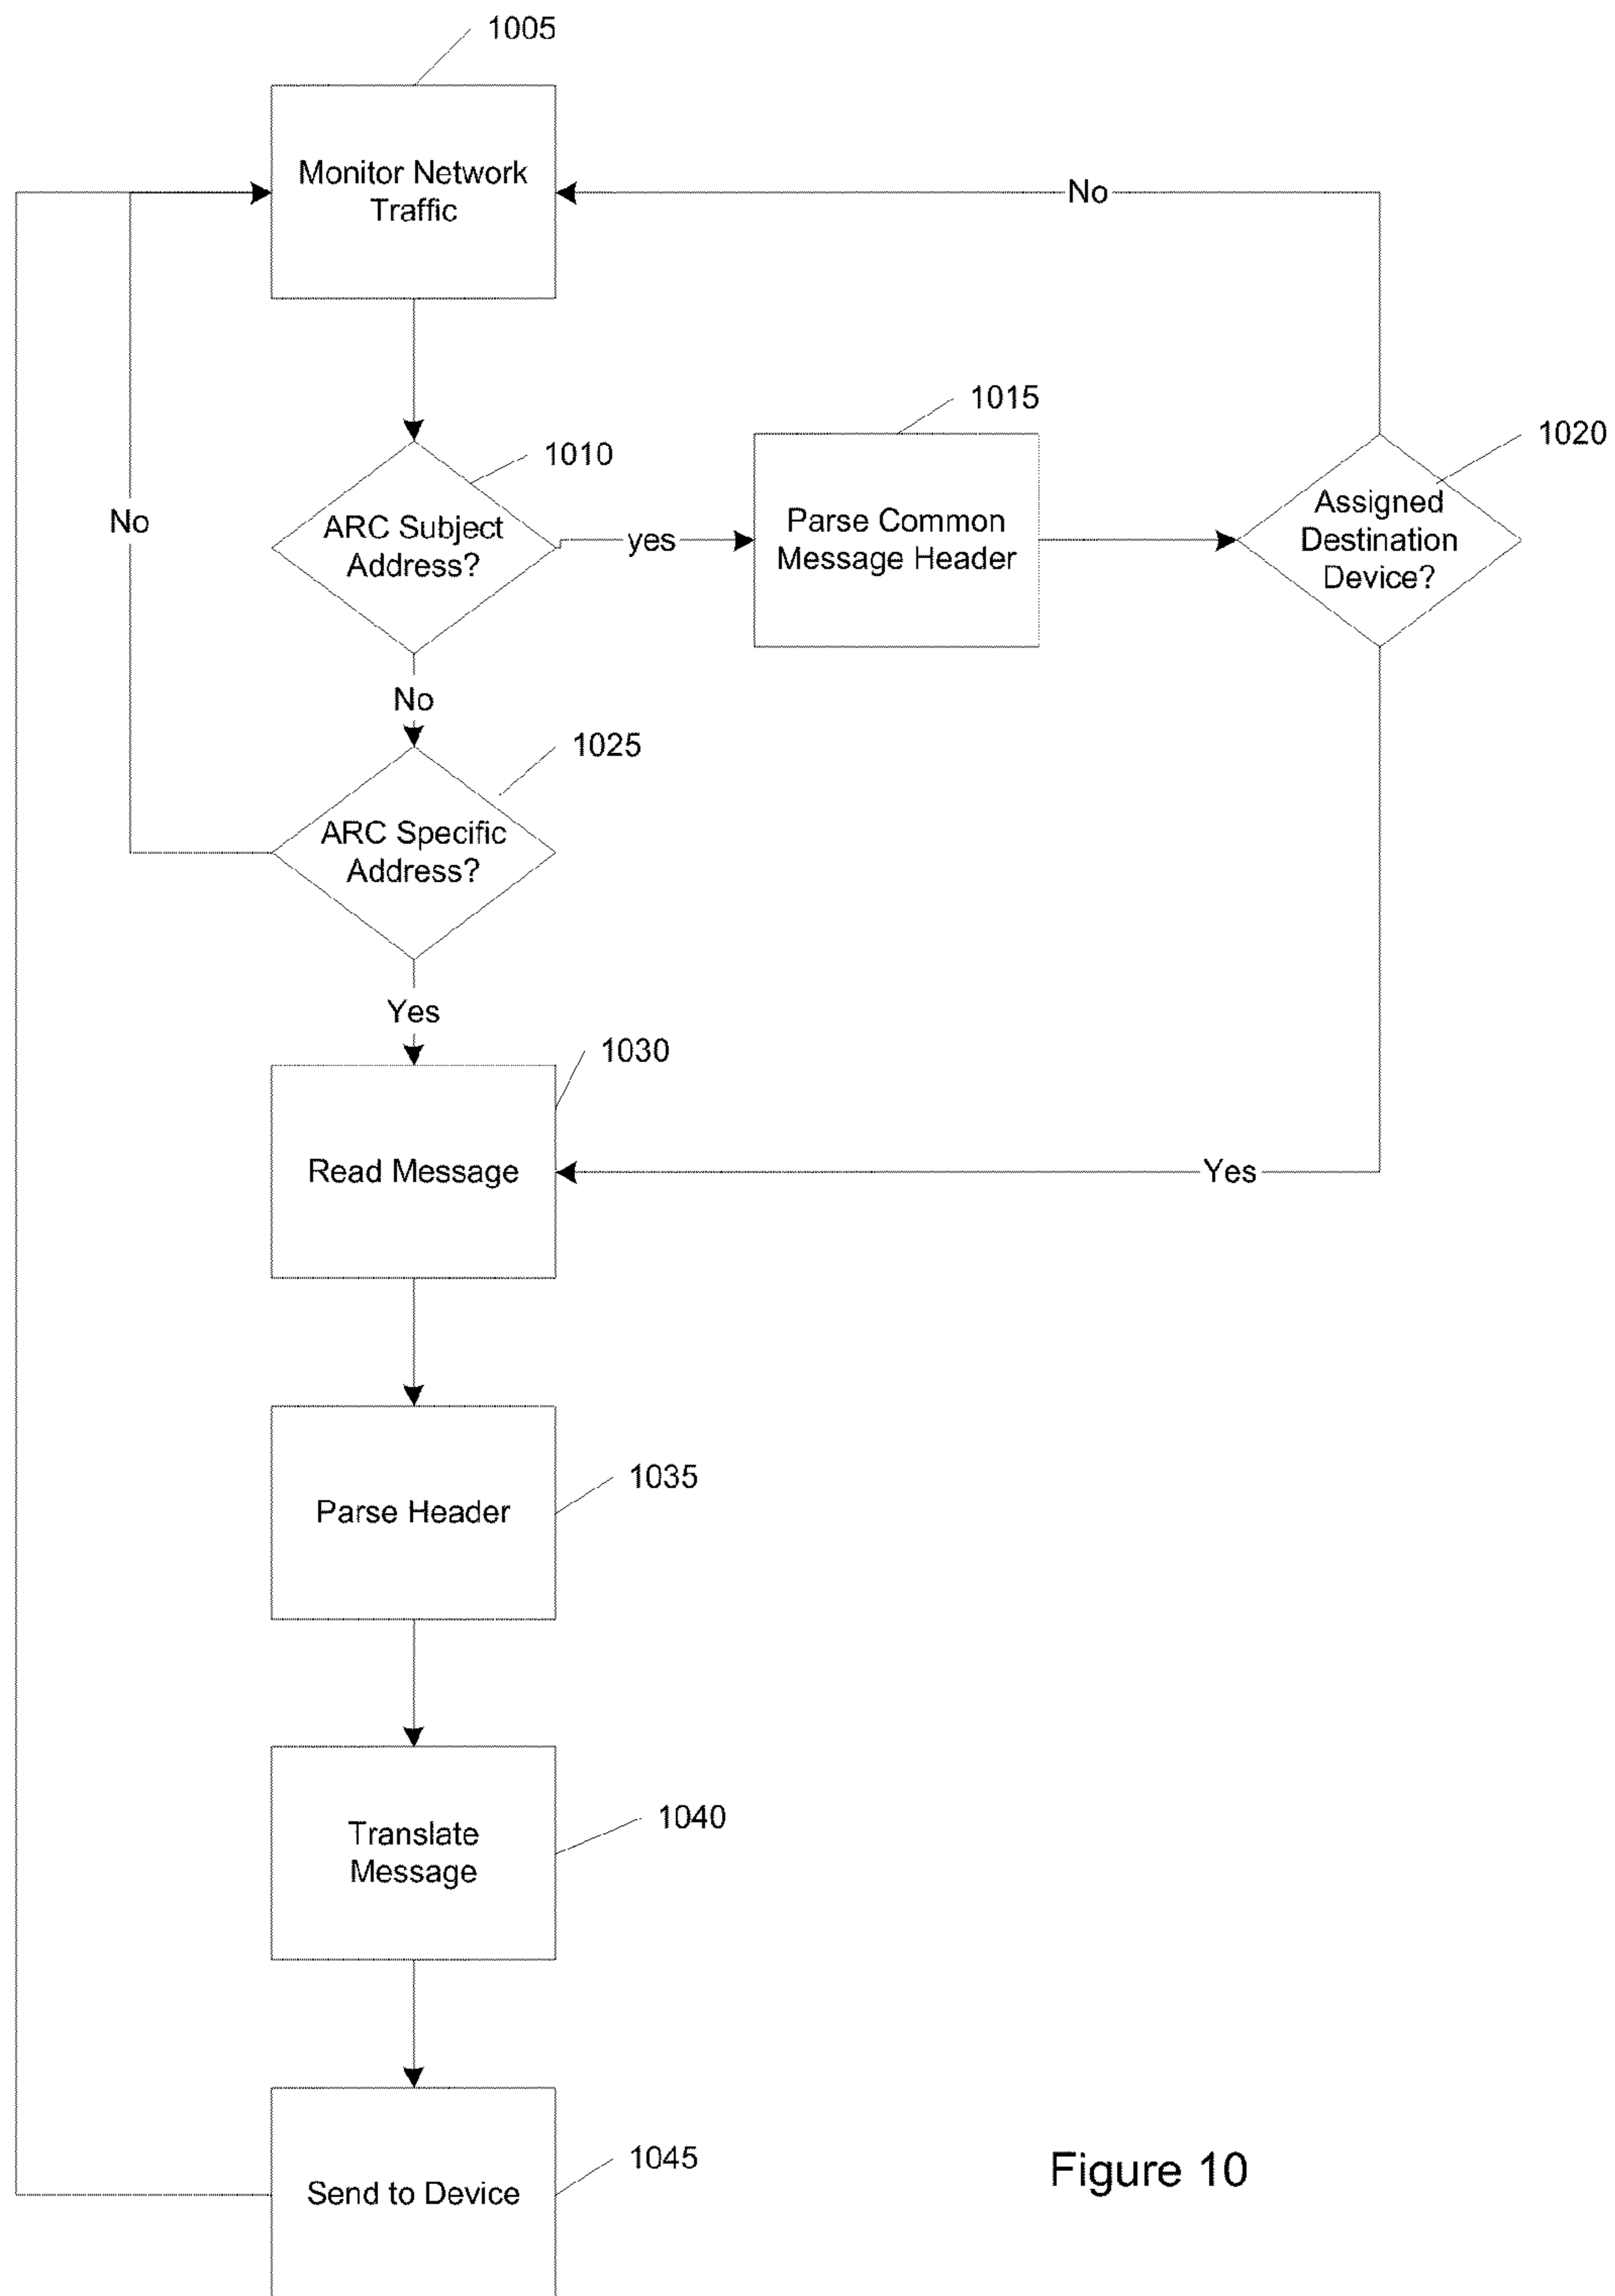 1005
Monitor Network
Traffic
No
1015
1020
1010
Assigned
Destination
Device?
ARC Subject
Address?
yes
Parse Common
Message Header
No
No
1025
ARC Specific
Address?
Yes
1030
Read Message
Yes
1035
Parse Header
1040
Translate
Message
1045
Send to Device
Figure 10